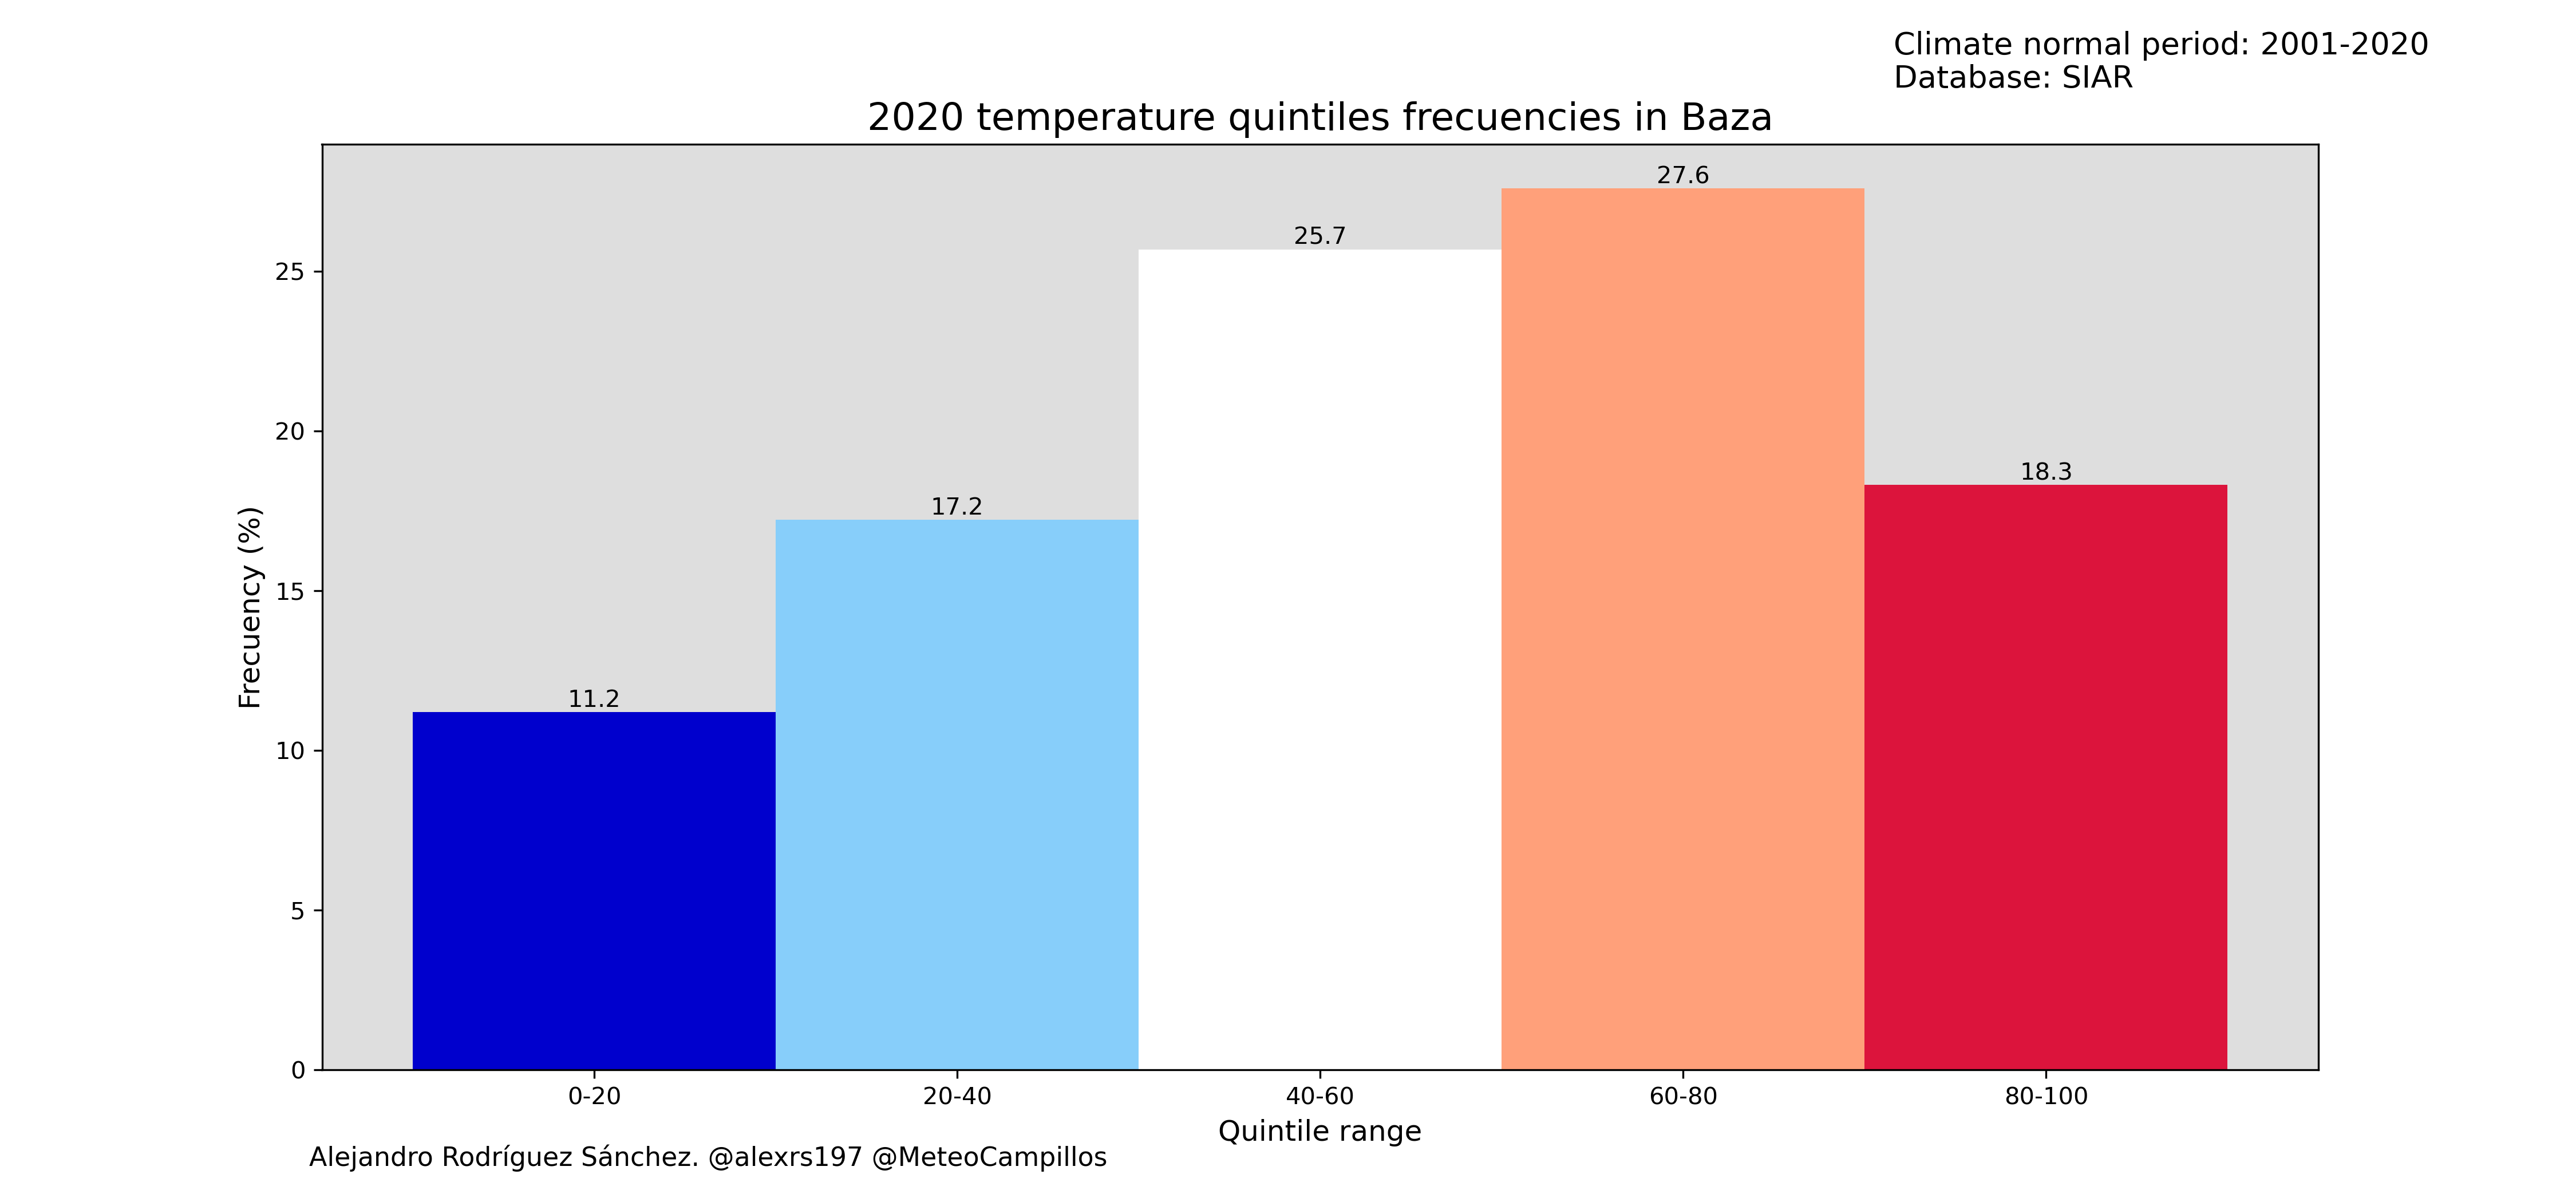 Climate normal period: 2001-2020
Database: SIAR
2020 temperature quintiles frecuencies in Baza
27.6
25.7
25
20
18.3
17.2
Frecuency (%)
15
11.2
10
5
0
0-20 20-40 40-60 60-80 80-100
Quintile range
Alejandro Rodríguez Sánchez. @alexrs197 @MeteoCampillos